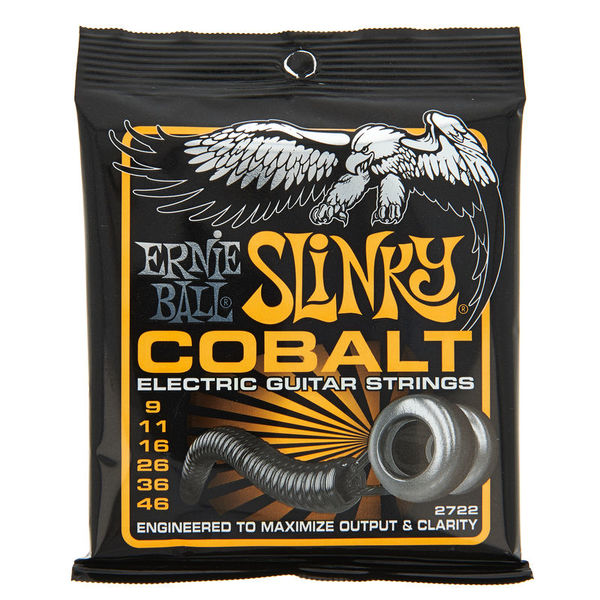 ERNIE BALL® SLINKY®
COBALT
ELECTRIC GUITAR STRINGS
9
11
16
26
36
46
2722
ENGINEERED TO MAXIMIZE OUTPUT & CLARITY